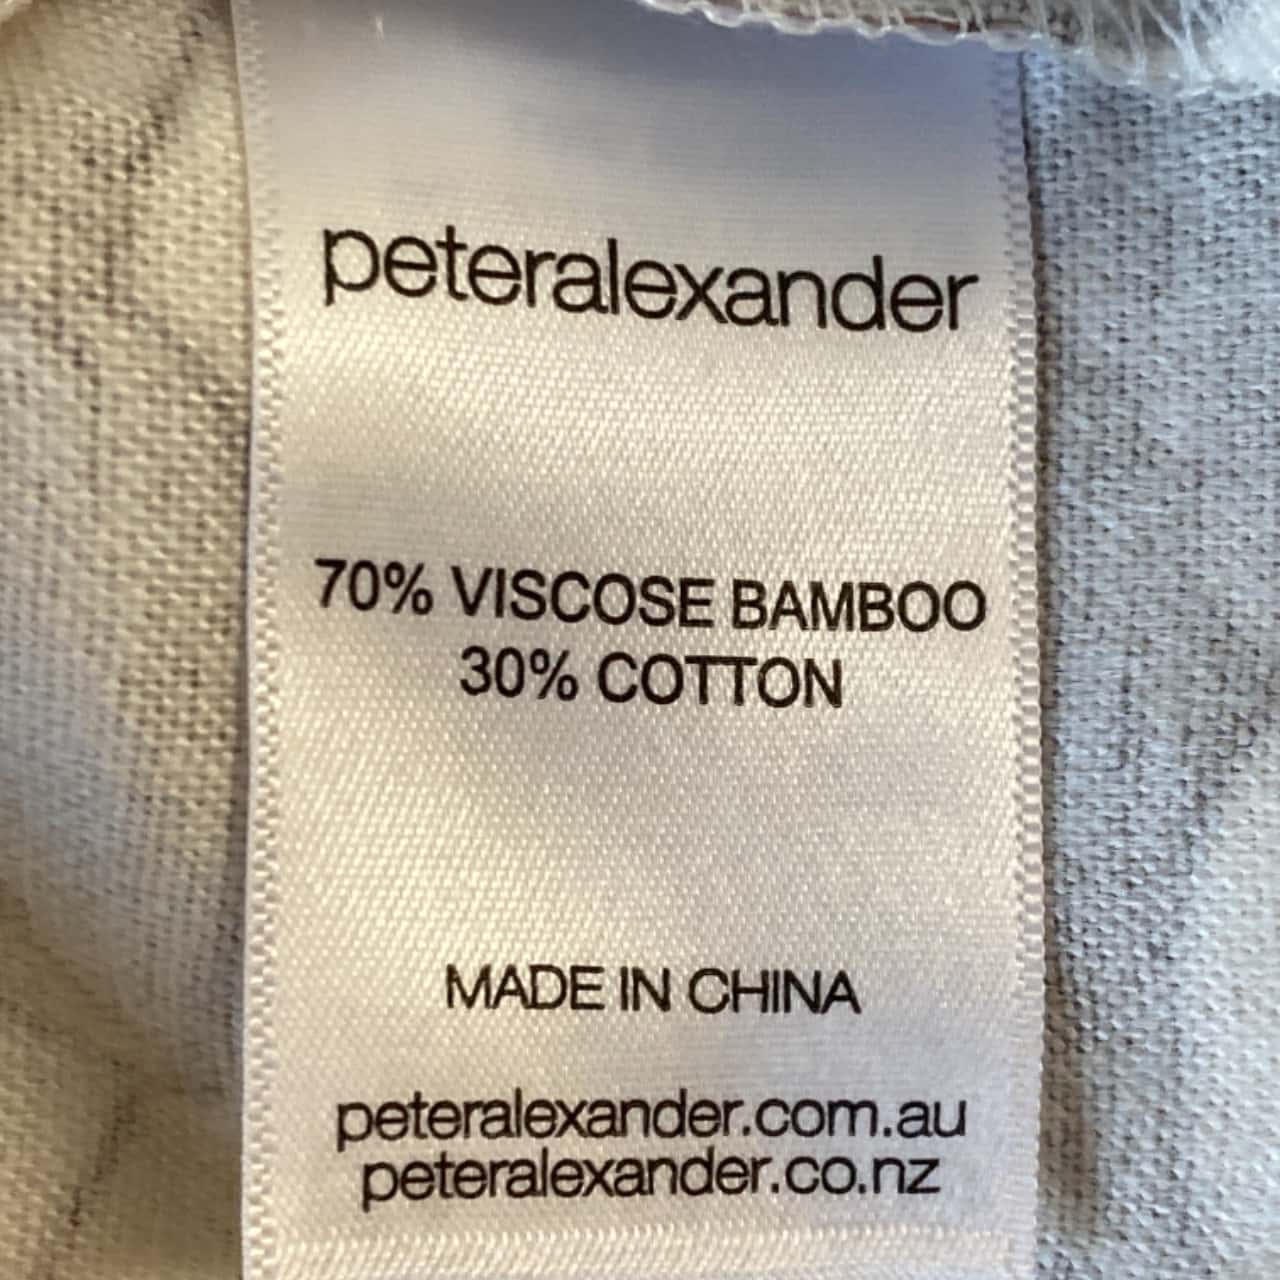 peteralexander
70% VISCOSE BAMBOO
30% COTTON
MADE IN CHINA
peteralexander.com.au
peteralexander.co.nz